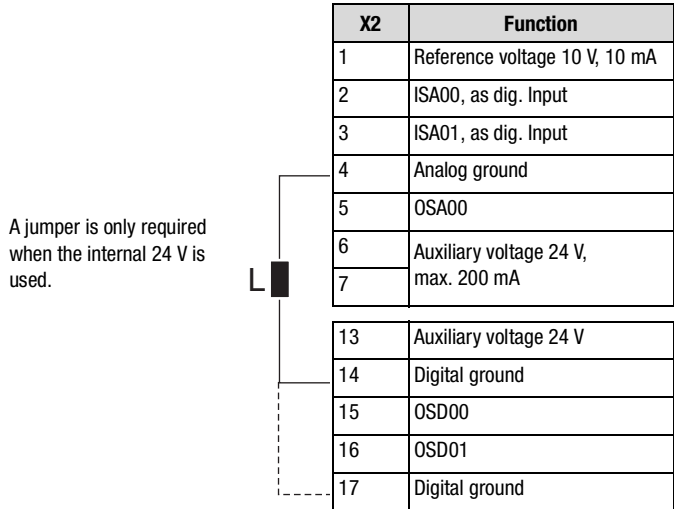 X2 Function
1 Reference voltage 10 V, 10 mA
2 ISA00, as dig. Input
3 ISA01, as dig. Input
4 Analog ground
5 OSA00
6 Auxiliary voltage 24 V,
7 max. 200 mA
A jumper is only required
when the internal 24 V is
used.
L
13 Auxiliary voltage 24 V
14 Digital ground
15 OSD00
16 OSD01
17 Digital ground